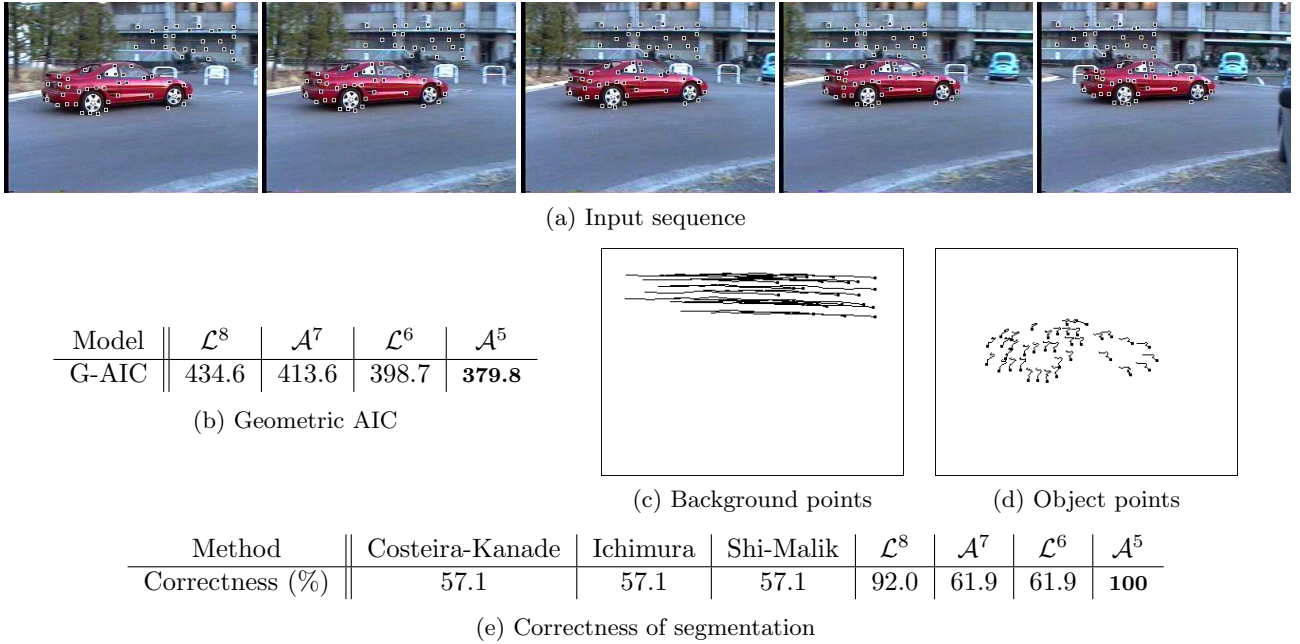 (a) Input sequence
Model ℒ⁸ 𝒜⁷ ℒ⁶ 𝒜⁵
G-AIC 434.6 413.6 398.7 379.8
(b) Geometric AIC
(c) Background points
(d) Object points
Method Costeira-Kanade Ichimura Shi-Malik ℒ⁸ 𝒜⁷ ℒ⁶ 𝒜⁵
Correctness (%) 57.1 57.1 57.1 92.0 61.9 61.9 100
(e) Correctness of segmentation